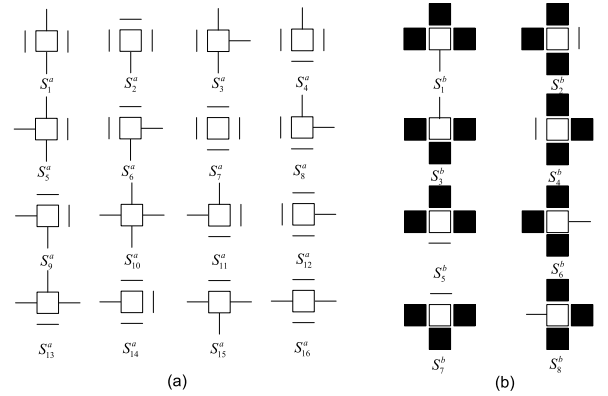 S₁ᵃ S₂ᵃ S₃ᵃ S₄ᵃ S₁ᵇ S₂ᵇ
S₅ᵃ S₆ᵃ S₇ᵃ S₈ᵃ S₃ᵇ S₄ᵇ
S₉ᵃ S₁₀ᵃ S₁₁ᵃ S₁₂ᵃ S₅ᵇ S₆ᵇ
S₁₃ᵃ S₁₄ᵃ S₁₅ᵃ S₁₆ᵃ S₇ᵇ S₈ᵇ
(a) (b)